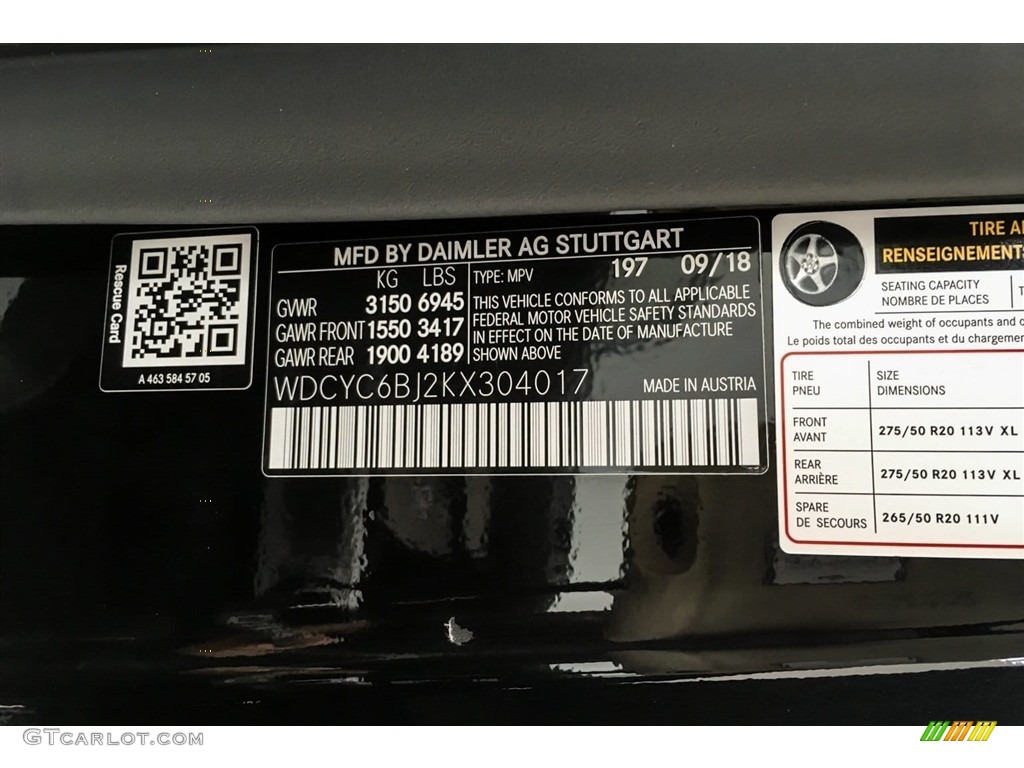 Rescue Card
A 463 584 57 05
MFD BY DAIMLER AG STUTTGART
KG LBS
GVWR 3150 6945
GAWR FRONT 1550 3417
GAWR REAR 1900 4189
TYPE: MPV 197 09/18
THIS VEHICLE CONFORMS TO ALL APPLICABLE
FEDERAL MOTOR VEHICLE SAFETY STANDARDS
IN EFFECT ON THE DATE OF MANUFACTURE
SHOWN ABOVE
WDCYC6BJ2KX304017 MADE IN AUSTRIA
TIRE
RENSEIGNEMENTS
SEATING CAPACITY
NOMBRE DE PLACES
The combined weight of occupants and
Le poids total des occupants et du
TIRE SIZE
PNEU DIMENSIONS
FRONT
AVANT
275/50 R20 113V XL
REAR
ARRIÈRE
275/50 R20 113V XL
SPARE
DE SECOURS
265/50 R20 111V
GTCARLOT.COM